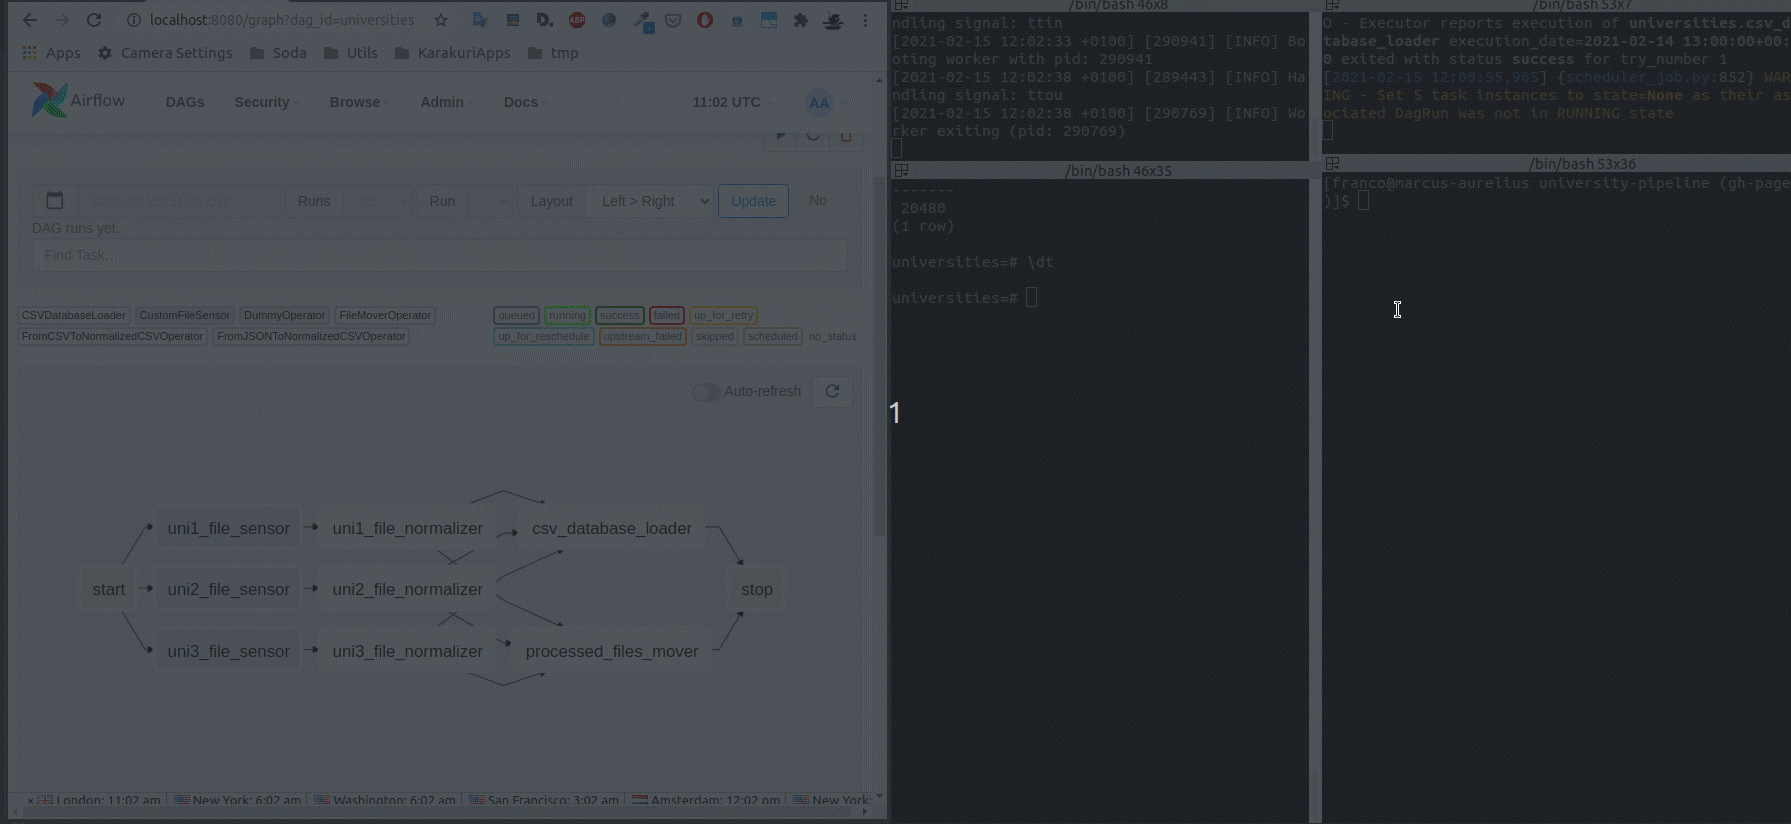 localhost:8080/graph?dag_id=universities
Apps
Camera Settings
Soda
Utils
KarakuriApps
tmp
Airflow
DAGs
Security
Browse
Admin
Docs
11:02 UTC
AA
Runs
25
Run
Layout
Left > Right
Update
No
DAG runs yet.
Find Task...
CSVDatabaseLoader
CustomFileSensor
DummyOperator
FileMoverOperator
FromCSVToNormalizedCSVOperator
FromJSONToNormalizedCSVOperator
queued
running
success
failed
up_for_retry
up_for_reschedule
upstream_failed
skipped
scheduled
no_status
Auto-refresh
uni1_file_sensor
uni1_file_normalizer
csv_database_loader
start
uni2_file_sensor
uni2_file_normalizer
stop
uni3_file_sensor
uni3_file_normalizer
processed_files_mover
London: 11:02 am
New York: 6:02 am
Washington: 6:02 am
San Francisco: 3:02 am
Amsterdam: 12:02 pm
New York:
1
/bin/bash 46x8
ndling signal: ttin
[2021-02-15 12:02:33 +0100] [290941] [INFO] Bo
oting worker with pid: 290941
[2021-02-15 12:02:38 +0100] [289443] [INFO] Ha
ndling signal: ttou
[2021-02-15 12:02:38 +0100] [290769] [INFO] Wo
rker exiting (pid: 290769)
/bin/bash 46x35
-------
20480
(1 row)
universities=# \dt
universities=#
/bin/bash 53x7
O - Executor reports execution of universities.csv_d
tabase_loader execution_date=2021-02-14 13:00:00+00:
0 exited with status success for try_number 1
[2021-02-15 12:00:55,965] {scheduler_job.py:852} WAR
ING - Set 5 task instances to state=None as their as
ociated DagRun was not in RUNNING state
/bin/bash 53x36
[franco@marcus-aurelius university-pipeline (gh-page
)]$